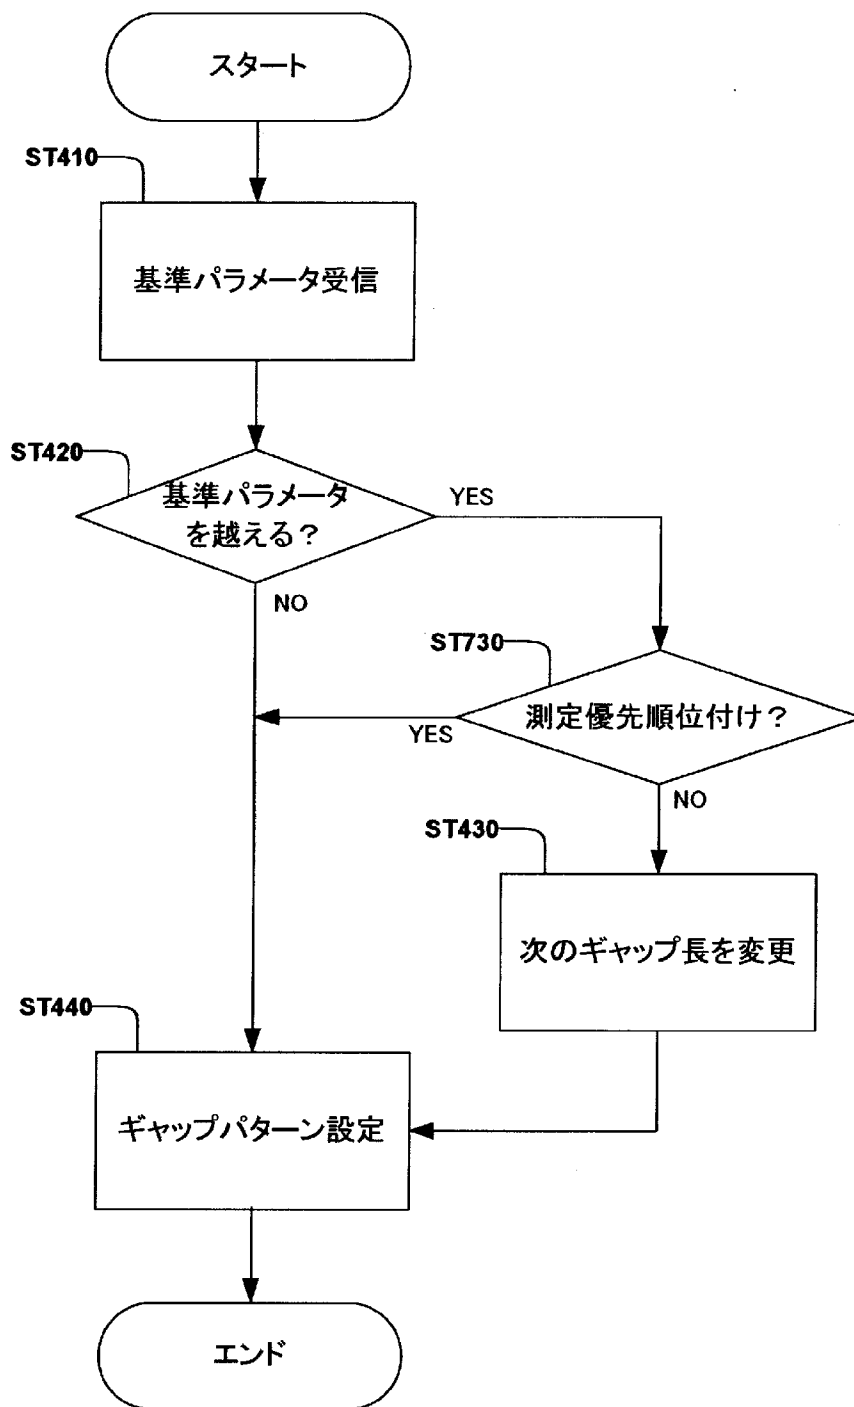 スタート
ST410
基準パラメータ受信
ST420
基準パラメータ
を越える?
YES
NO
ST730
測定優先順位付け?
YES
NO
ST430
次のギャップ長を変更
ST440
ギャップパターン設定
エンド